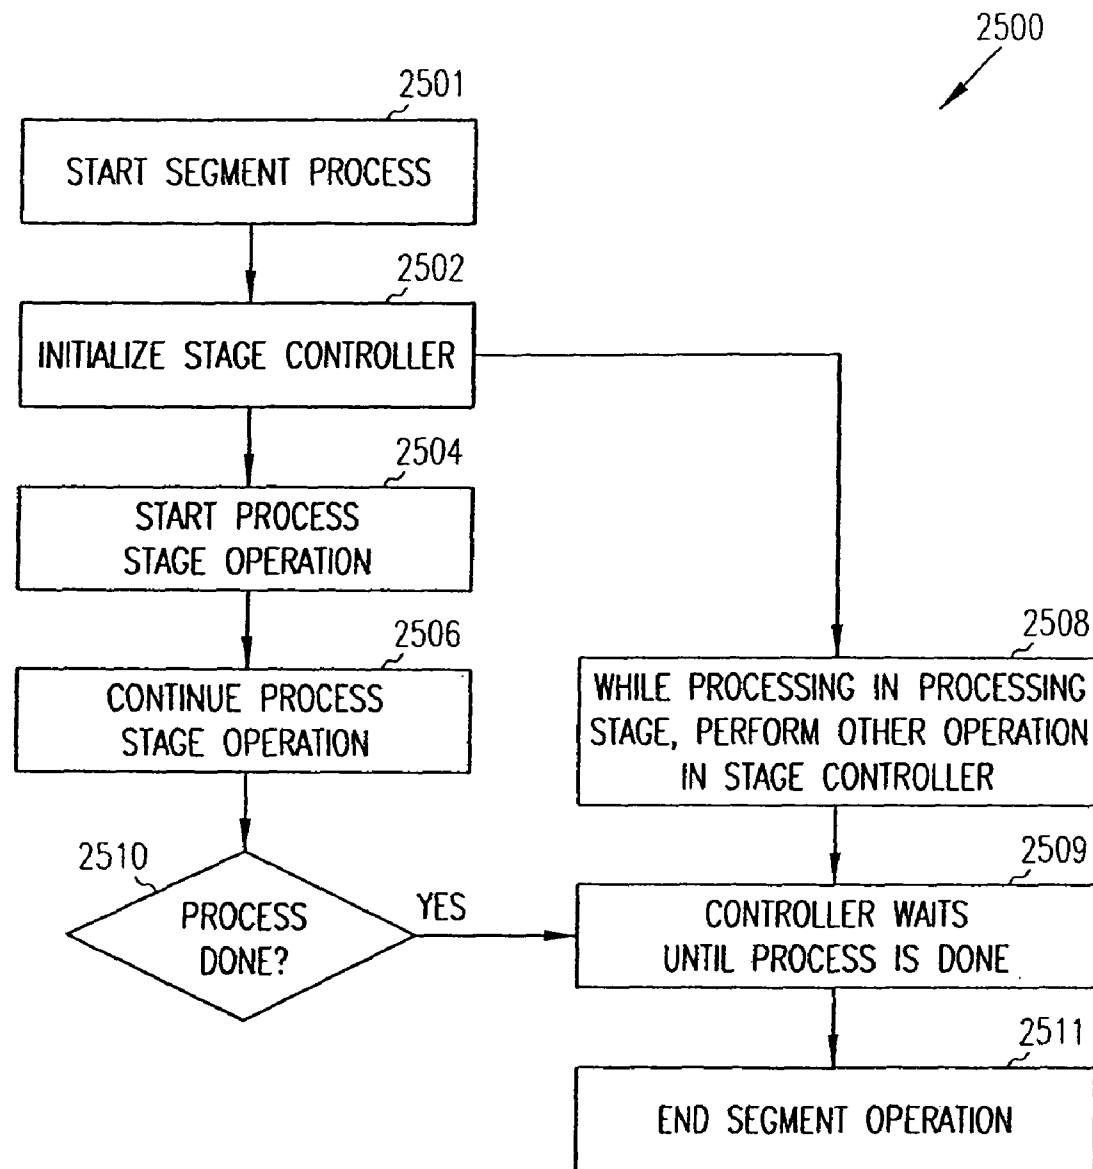 2500
2501
START SEGMENT PROCESS
2502
INITIALIZE STAGE CONTROLLER
2504
START PROCESS
STAGE OPERATION
2506
CONTINUE PROCESS
STAGE OPERATION
2508
WHILE PROCESSING IN PROCESSING
STAGE, PERFORM OTHER OPERATION
IN STAGE CONTROLLER
2510
PROCESS
DONE?
YES
2509
CONTROLLER WAITS
UNTIL PROCESS IS DONE
2511
END SEGMENT OPERATION